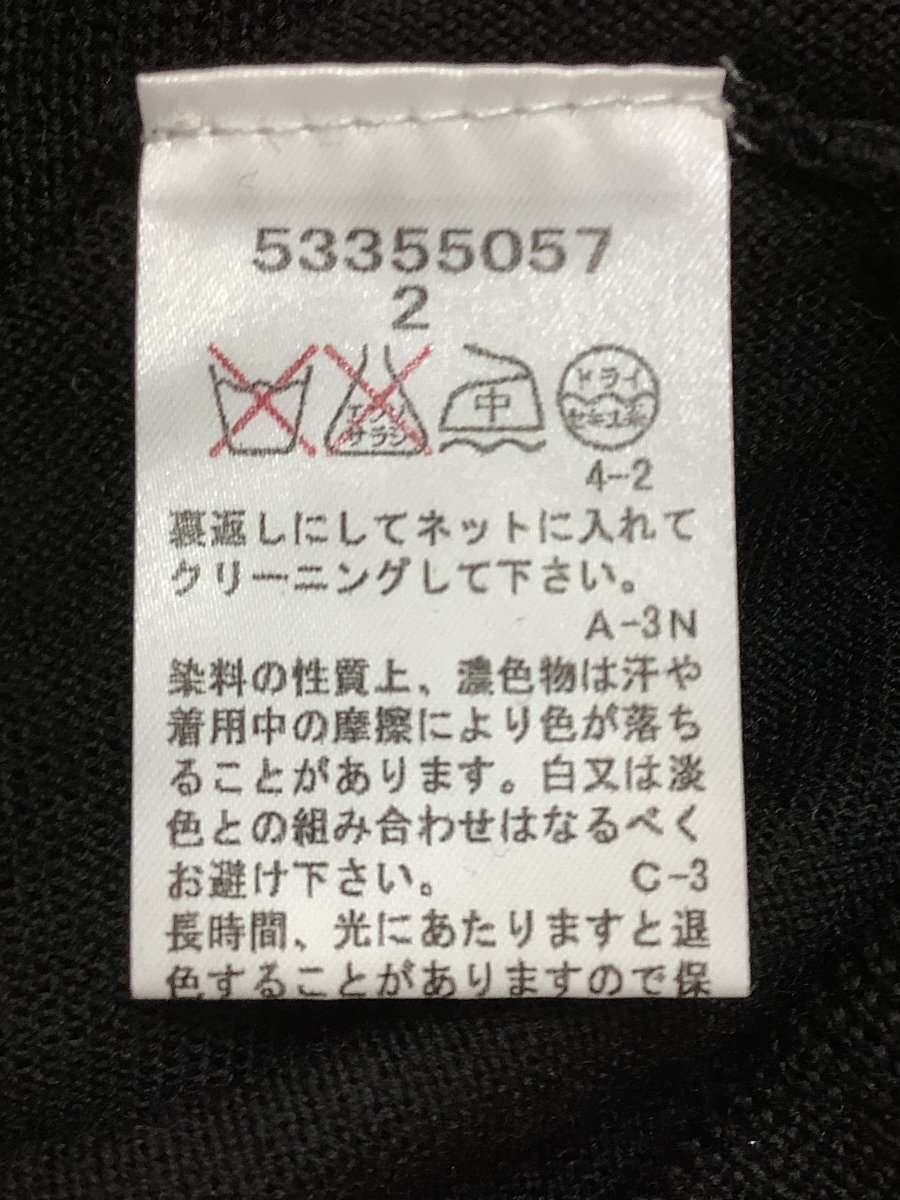 53355057
2
エンソ
サラシ
中
ドライ
セキユ系
4-2
裏返しにしてネットに入れて
クリーニングして下さい。
A-3N
染料の性質上、濃色物は汗や
着用中の摩擦により色が落ち
ることがあります。白又は淡
色との組み合わせはなるべく
お避け下さい。 C-3
長時間、光にあたりますと退
色することがありますので保